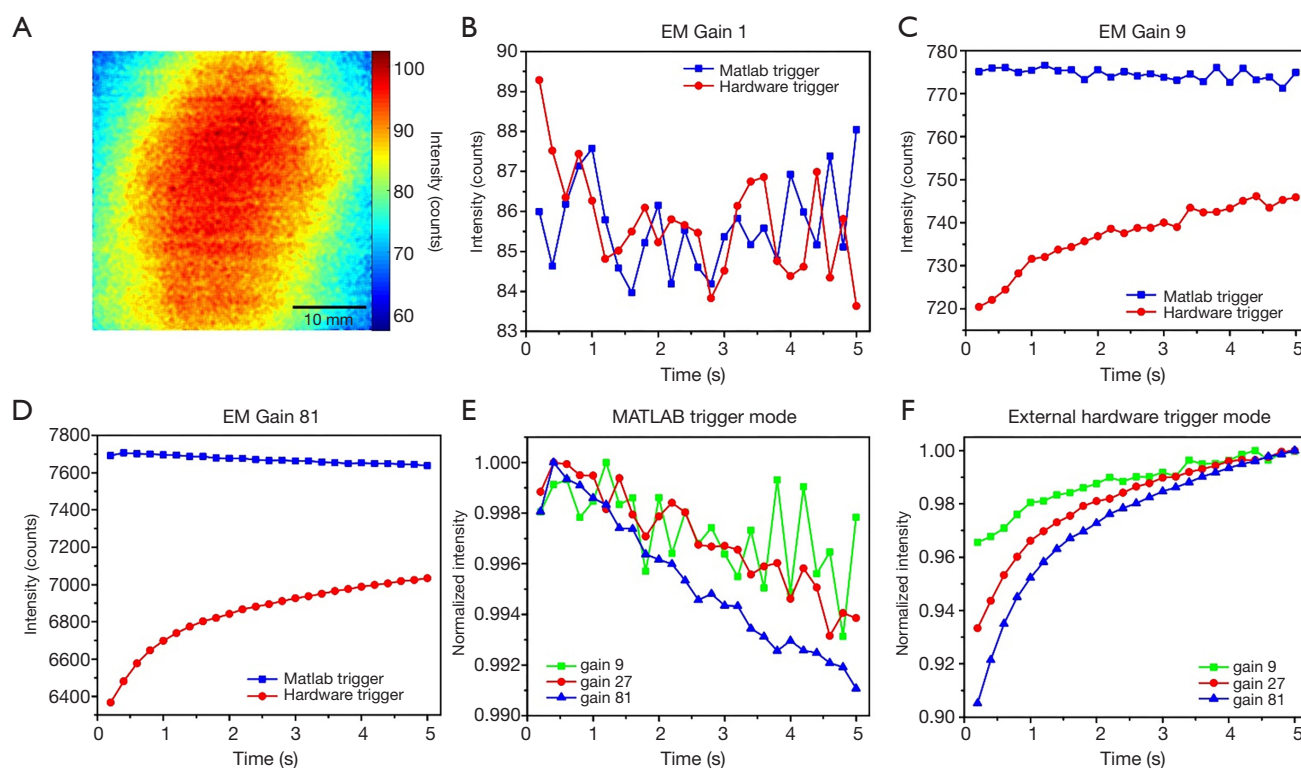 A
100
90
80
70
60
Intensity (counts)
10 mm
B
EM Gain 1
90
89
88
87
86
85
84
83
Intensity (counts)
Matlab trigger
Hardware trigger
0 1 2 3 4 5
Time (s)
C
EM Gain 9
780
770
760
750
745
740
730
720
Intensity (counts)
Matlab trigger
Hardware trigger
0 1 2 3 4 5
Time (s)
D
EM Gain 81
7800
7600
7400
7200
7000
6800
6600
6400
Intensity (counts)
Matlab trigger
Hardware trigger
0 1 2 3 4 5
Time (s)
E
MATLAB trigger mode
1.000
0.998
0.996
0.994
0.992
0.990
Normalized intensity
gain 9
gain 27
gain 81
0 1 2 3 4 5
Time (s)
F
External hardware trigger mode
1.00
0.98
0.96
0.94
0.92
0.90
Normalized intensity
gain 9
gain 27
gain 81
0 1 2 3 4 5
Time (s)